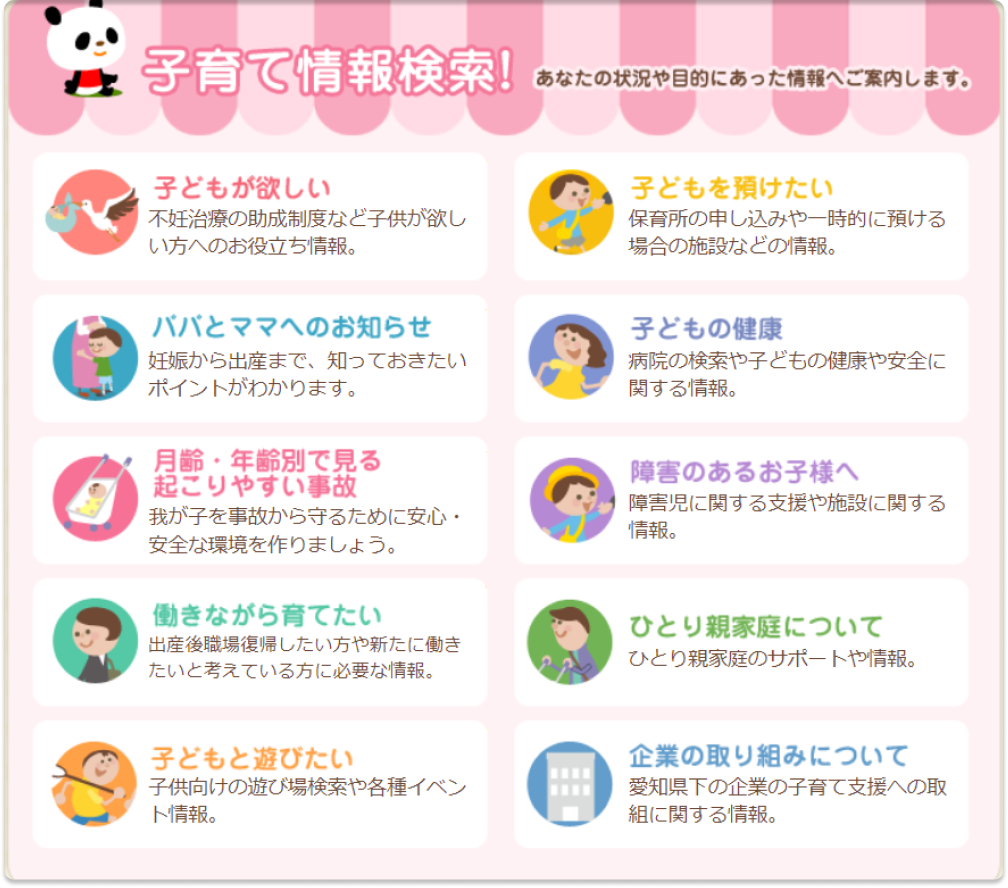 子育て情報検索!
あなたの状況や目的にあった情報へご案内します。
子どもが欲しい
不妊治療の助成制度など子供が欲し
い方へのお役立ち情報。
子どもを預けたい
保育所の申し込みや一時的に預ける
場合の施設などの情報。
パパとママへのお知らせ
妊娠から出産まで、知っておきたい
ポイントがわかります。
子どもの健康
病院の検索や子どもの健康や安全に
関する情報。
月齢・年齢別で見る
起こりやすい事故
我が子を事故から守るために安心・
安全な環境を作りましょう。
障害のあるお子様へ
障害児に関する支援や施設に関する
情報。
働きながら育てたい
出産後職場復帰したい方や新たに働き
たいと考えている方に必要な情報。
ひとり親家庭について
ひとり親家庭のサポートや情報。
子どもと遊びたい
子供向けの遊び場検索や各種イベン
ト情報。
企業の取り組みについて
愛知県下の企業の子育て支援への取
組に関する情報。